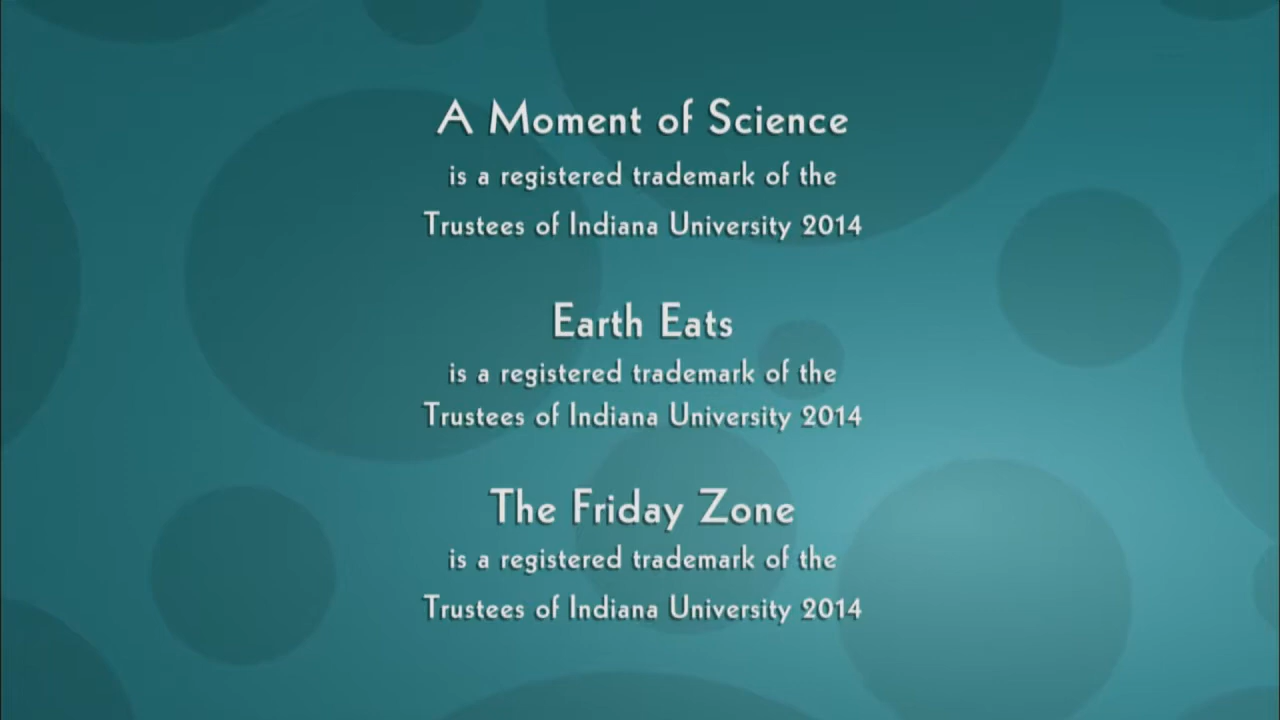 A Moment of Science
is a registered trademark of the
Trustees of Indiana University 2014
Earth Eats
is a registered trademark of the
Trustees of Indiana University 2014
The Friday Zone
is a registered trademark of the
Trustees of Indiana University 2014